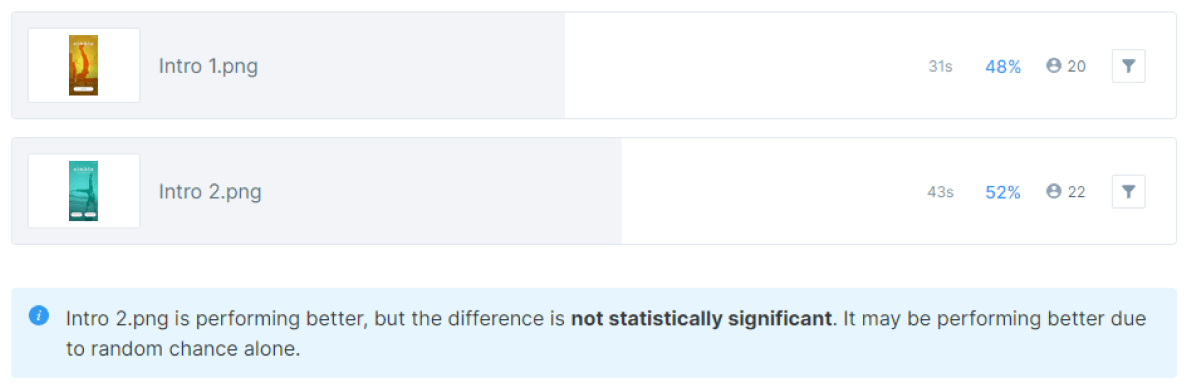 Intro 1.png 31s 48% 20
Intro 2.png 43s 52% 22
Intro 2.png is performing better, but the difference is not statistically significant. It may be performing better due
to random chance alone.